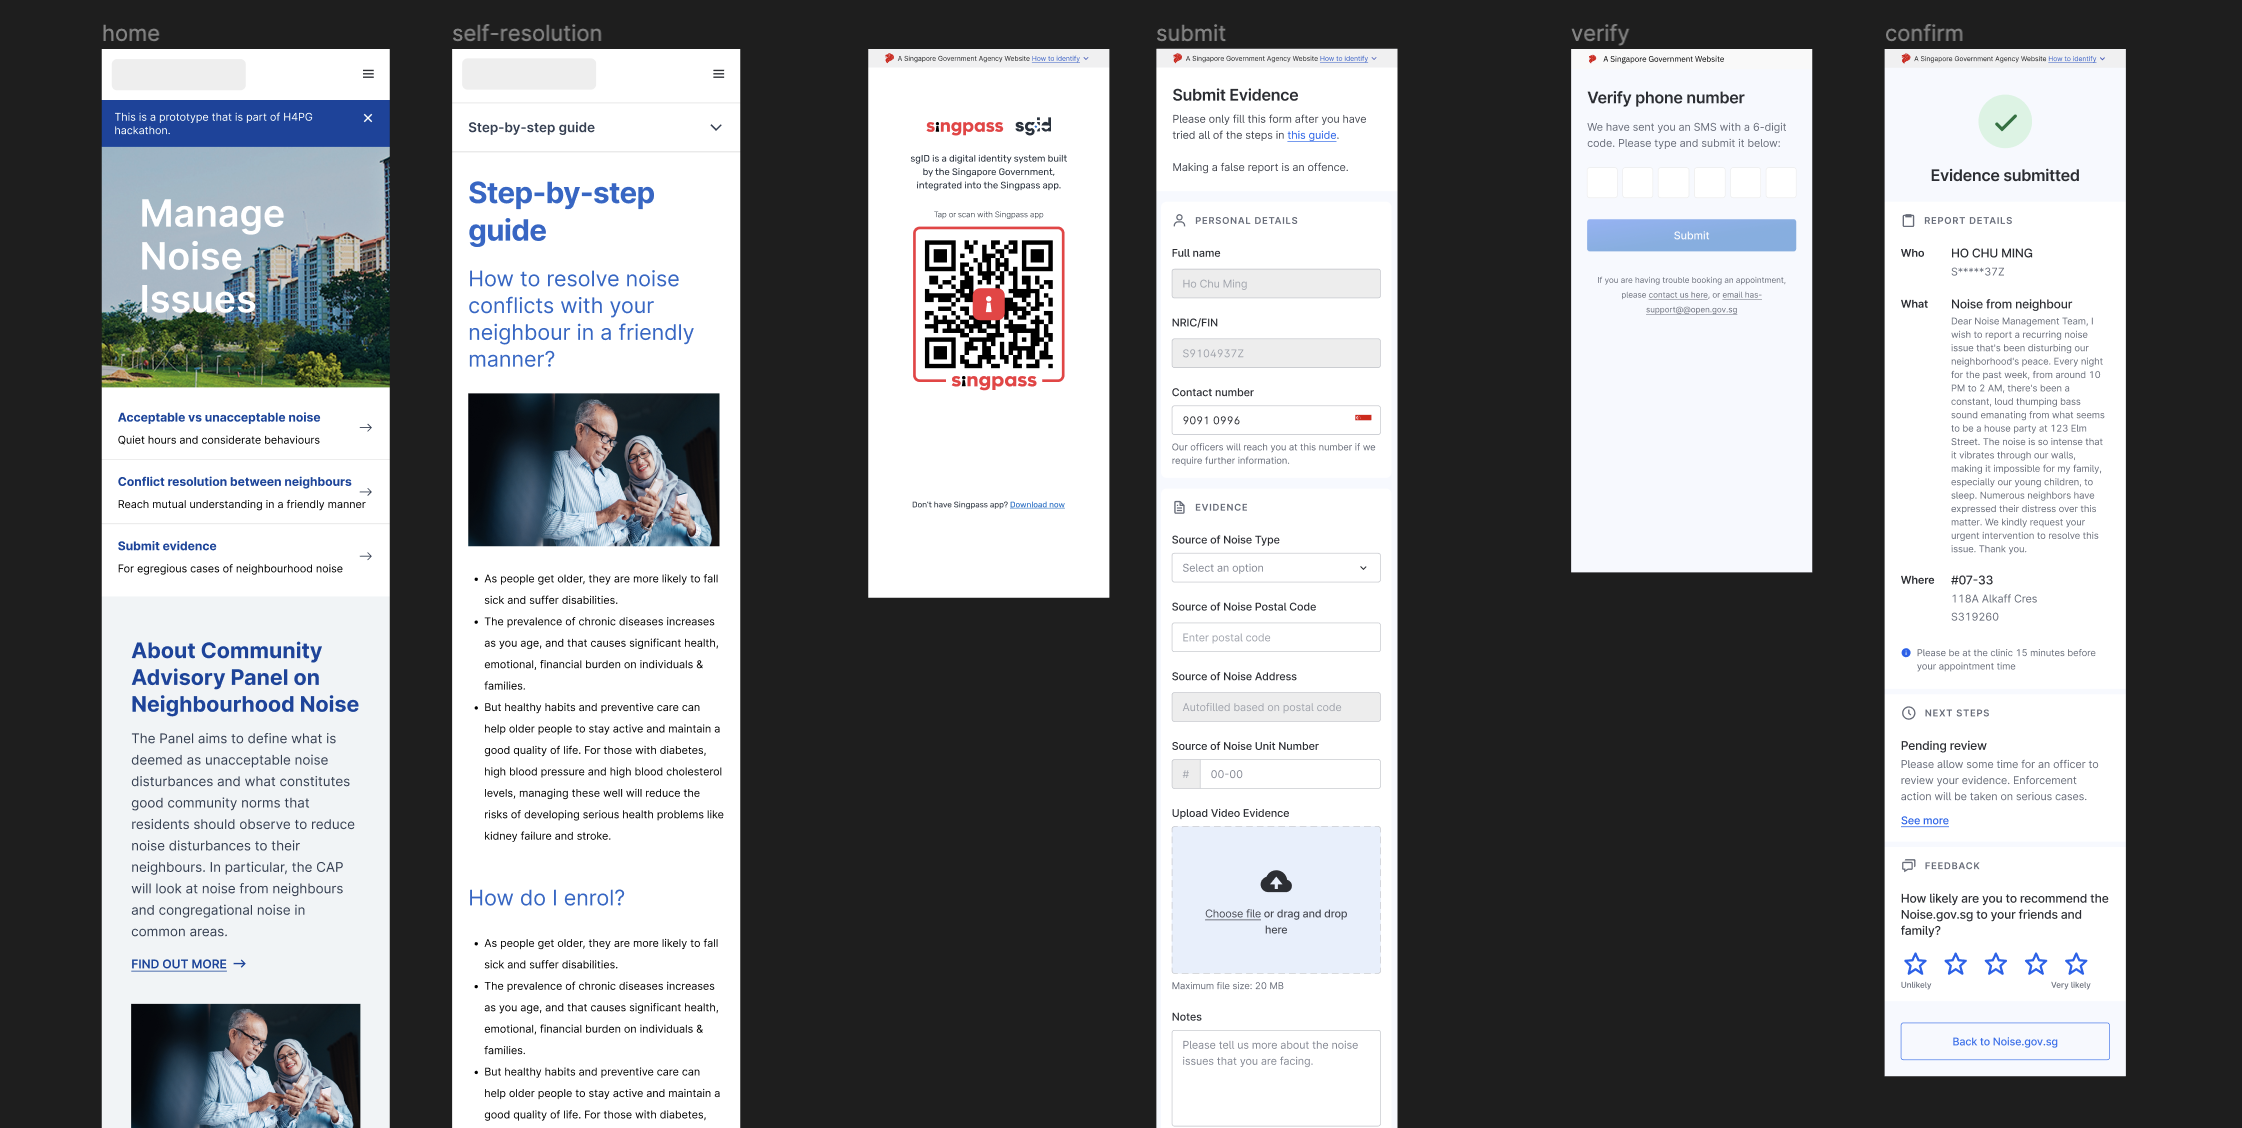 home
This is a prototype that is part of H4PG
hackathon.
Manage
Noise
Issues
Acceptable vs unacceptable noise
Quiet hours and considerate behaviours
Conflict resolution between neighbours
Reach mutual understanding in a friendly manner
Submit evidence
For egregious cases of neighbourhood noise
About Community
Advisory Panel on
Neighbourhood Noise
The Panel aims to define what is
deemed as unacceptable noise
disturbances and what constitutes
good community norms that
residents should observe to reduce
noise disturbances to their
neighbours. In particular, the CAP
will look at noise from neighbours
and congregational noise in
common areas.
FIND OUT MORE
self-resolution
Step-by-step guide
Step-by-step
guide
How to resolve noise
conflicts with your
neighbour in a friendly
manner?
• As people get older, they are more likely to fall
sick and suffer disabilities.
• The prevalence of chronic diseases increases
as you age, and that causes significant health,
emotional, financial burden on individuals &
families.
• But healthy habits and preventive care can
help older people to stay active and maintain a
good quality of life. For those with diabetes,
high blood pressure and high blood cholesterol
levels, managing these well will reduce the
risks of developing serious health problems like
kidney failure and stroke.
How do I enrol?
• As people get older, they are more likely to fall
sick and suffer disabilities.
• The prevalence of chronic diseases increases
as you age, and that causes significant health,
emotional, financial burden on individuals &
families.
• But healthy habits and preventive care can
help older people to stay active and maintain a
good quality of life. For those with diabetes,
A Singapore Government Agency Website How to identify
singpass sgid
sgID is a digital identity system built
by the Singapore Government,
integrated into the Singpass app.
Tap or scan with Singpass app
singpass
Don't have Singpass app? Download now
submit
A Singapore Government Agency Website How to identify
Submit Evidence
Please only fill this form after you have
tried all of the steps in this guide.
Making a false report is an offence.
PERSONAL DETAILS
Full name
Ho Chu Ming
NRIC/FIN
S9104937Z
Contact number
9091 0996
Our officers will reach you at this number if we
require further information.
EVIDENCE
Source of Noise Type
Select an option
Source of Noise Postal Code
Enter postal code
Source of Noise Address
Autofilled based on postal code
Source of Noise Unit Number
# 00-00
Upload Video Evidence
Choose file or drag and drop
here
Maximum file size: 20 MB
Notes
Please tell us more about the noise
issues that you are facing.
verify
A Singapore Government Website
Verify phone number
We have sent you an SMS with a 6-digit
code. Please type and submit it below:
Submit
If you are having trouble booking an appointment,
please contact us here, or email has-
support@@open.gov.sg
confirm
A Singapore Government Agency Website How to identify
Evidence submitted
REPORT DETAILS
Who HO CHU MING
S*****37Z
What Noise from neighbour
Dear Noise Management Team, I
wish to report a recurring noise
issue that's been disturbing our
neighborhood's peace. Every night
for the past week, from around 10
PM to 2 AM, there's been a
constant, loud thumping bass
sound emanating from what seems
to be a house party at 123 Elm
Street. The noise is so intense that
it vibrates through our walls,
making it impossible for my family,
especially our young children, to
sleep. Numerous neighbors have
expressed their distress over this
matter. We kindly request your
urgent intervention to resolve this
issue. Thank you.
Where #07-33
118A Alkaff Cres
S319260
Please be at the clinic 15 minutes before
your appointment time
NEXT STEPS
Pending review
Please allow some time for an officer to
review your evidence. Enforcement
action will be taken on serious cases.
See more
FEEDBACK
How likely are you to recommend the
Noise.gov.sg to your friends and
family?
Unlikely Very likely
Back to Noise.gov.sg